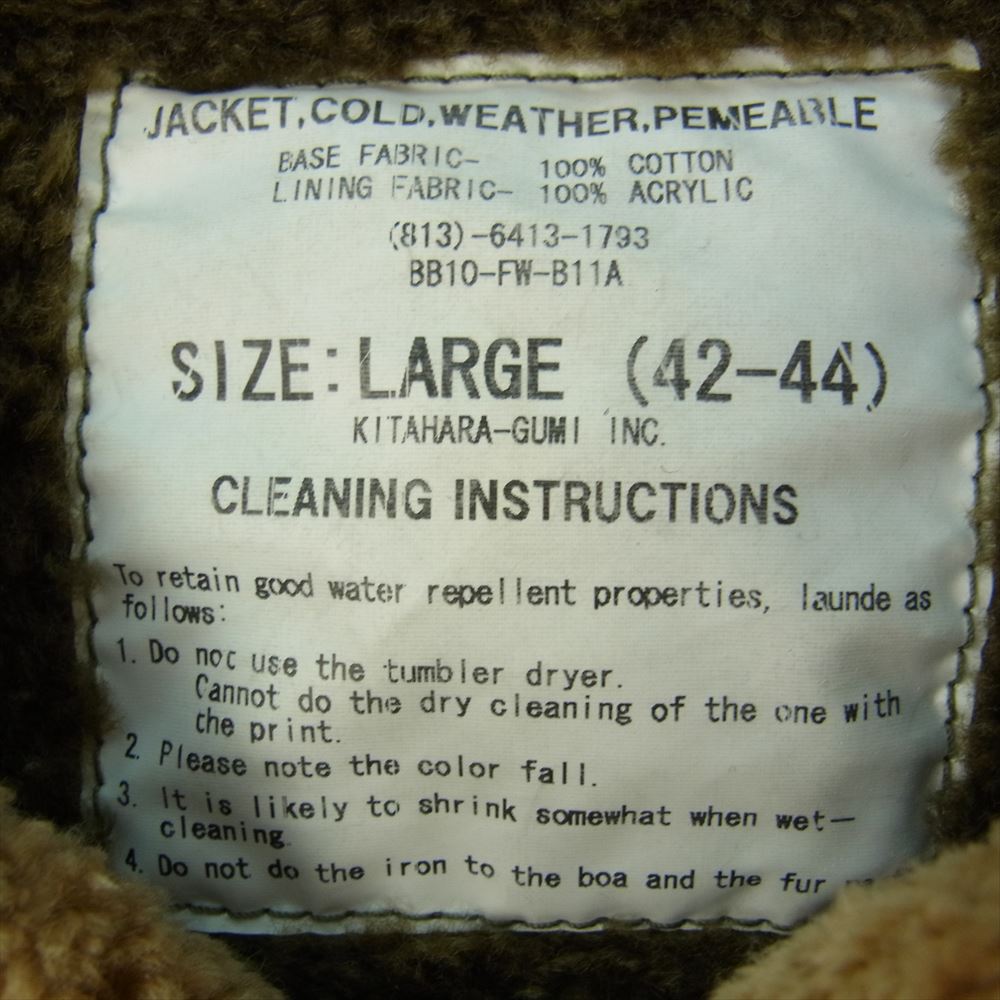 JACKET,COLD,WEATHER,PEMEABLE
BASE FABRIC- 100% COTTON
LINING FABRIC- 100% ACRYLIC
(813)-6413-1793
BB10-FW-B11A
SIZE: LARGE (42-44)
KITAHARA-GUMI INC.
CLEANING INSTRUCTIONS
To retain good water repellent properties, launde as
follows:
1. Do not use the tumbler dryer.
Cannot do the dry cleaning of the one with
the print.
2. Please note the color fall.
3. It is likely to shrink somewhat when wet-
cleaning.
4. Do not do the iron to the boa and the fur